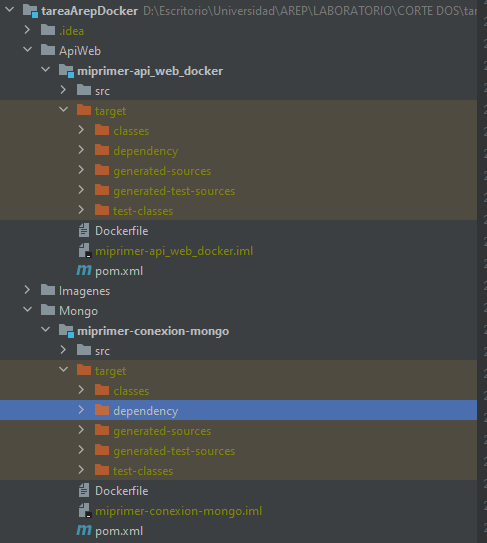 tareaArepDocker D:\Escritorio\Universidad\AREP\LABORATORIO\CORTE DOS\tar
.idea
ApiWeb
miprimer-api_web_docker
src
target
classes
dependency
generated-sources
generated-test-sources
test-classes
Dockerfile
miprimer-api_web_docker.iml
pom.xml
Imagenes
Mongo
miprimer-conexion-mongo
src
target
classes
dependency
generated-sources
generated-test-sources
test-classes
Dockerfile
miprimer-conexion-mongo.iml
pom.xml